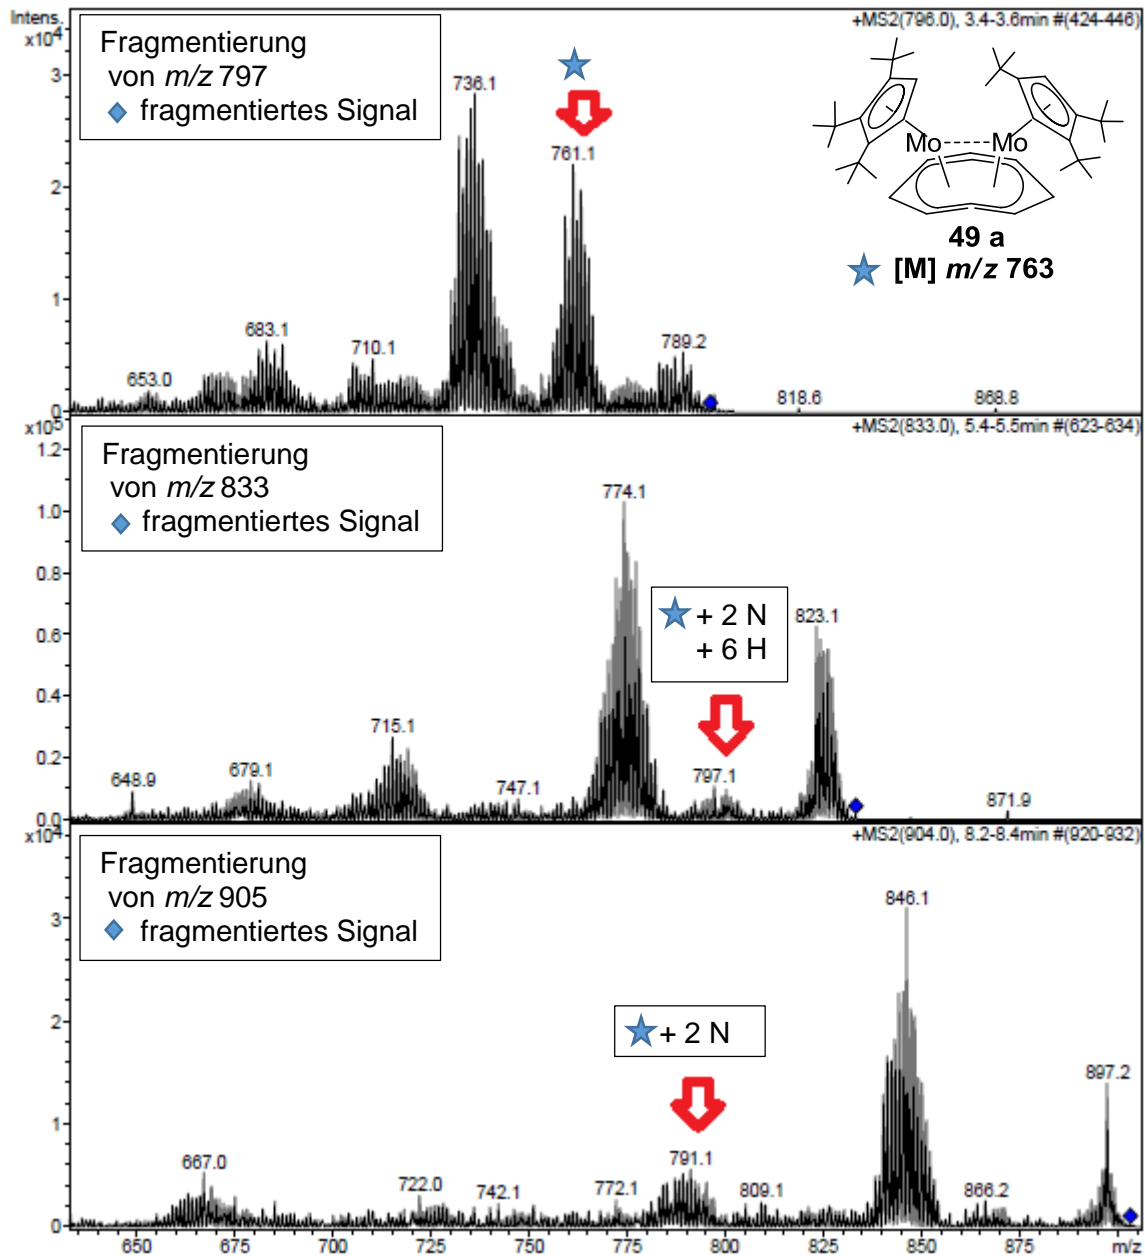 Intens.
x10⁴
+MS2(796.0), 3.4-3.6min #(424-446)
Fragmentierung
von m/z 797
fragmentiertes Signal
3
2
1
0
736.1
761.1
683.1
710.1
653.0
789.2
818.6
868.8
Mo
Mo
49 a
[M] m/z 763
x10⁵
+MS2(833.0), 5.4-5.5min #(623-634)
Fragmentierung
von m/z 833
fragmentiertes Signal
1.2
1.0
0.8
0.6
0.4
0.2
0.0
774.1
+ 2 N
+ 6 H
823.1
715.1
648.9
679.1
747.1
797.1
871.9
x10⁴
+MS2(904.0), 8.2-8.4min #(920-932)
Fragmentierung
von m/z 905
fragmentiertes Signal
3
2
1
0
846.1
+ 2 N
897.2
667.0
722.0
742.1
772.1
791.1
809.1
866.2
650
675
700
725
750
775
800
825
850
875
m/z